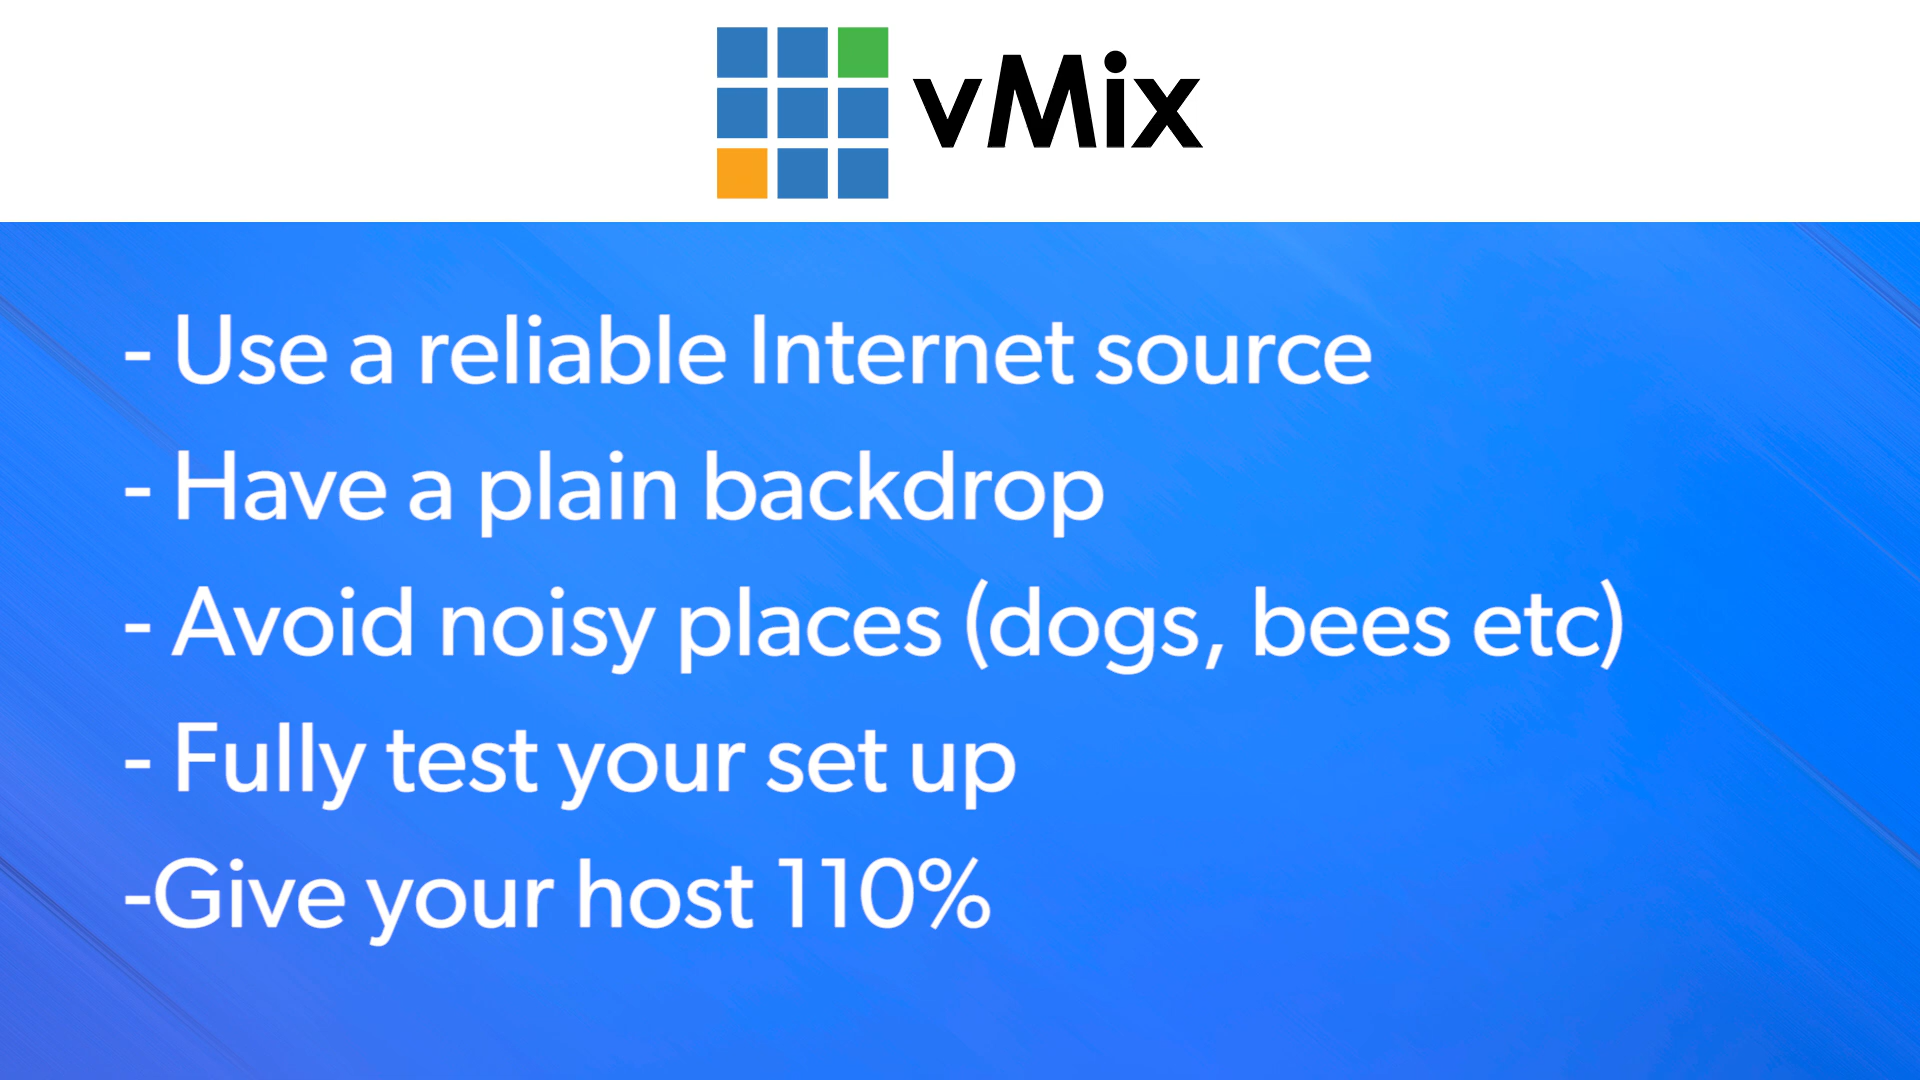 vMix
- Use a reliable Internet source
- Have a plain backdrop
- Avoid noisy places (dogs, bees etc)
- Fully test your set up
-Give your host 110%